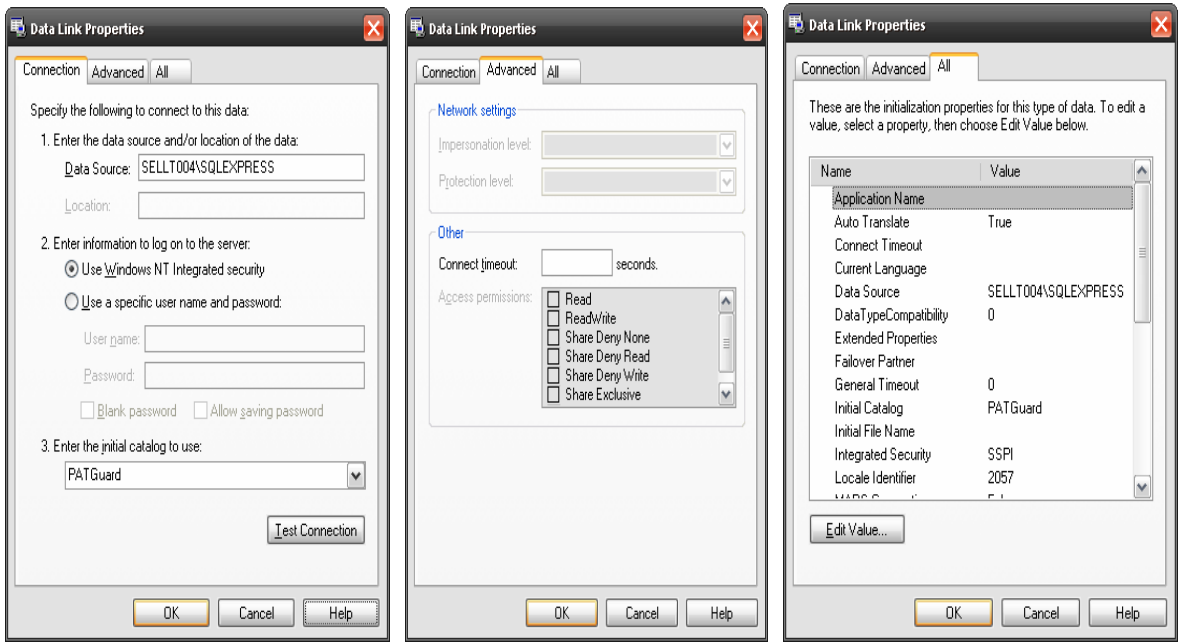 Data Link Properties
Connection Advanced All
Specify the following to connect to this data:
1. Enter the data source and/or location of the data:
Data Source: SELLT004\SQLEXPRESS
Location:
2. Enter information to log on to the server:
Use Windows NT Integrated security
Use a specific user name and password:
User name:
Password:
Blank password Allow saving password
3. Enter the initial catalog to use:
PATGuard
Test Connection
OK Cancel Help
Data Link Properties
Connection Advanced All
Network settings
Impersonation level:
Protection level:
Other
Connect timeout: seconds.
Access permissions: Read
ReadWrite
Share Deny None
Share Deny Read
Share Deny Write
Share Exclusive
OK Cancel Help
Data Link Properties
Connection Advanced All
These are the initialization properties for this type of data. To edit a
value, select a property, then choose Edit Value below.
Name Value
Application Name
Auto Translate True
Connect Timeout
Current Language
Data Source SELLT004\SQLEXPRESS
DataTypeCompatibility 0
Extended Properties
Failover Partner
General Timeout 0
Initial Catalog PATGuard
Initial File Name
Integrated Security SSPI
Locale Identifier 2057
Edit Value...
OK Cancel Help